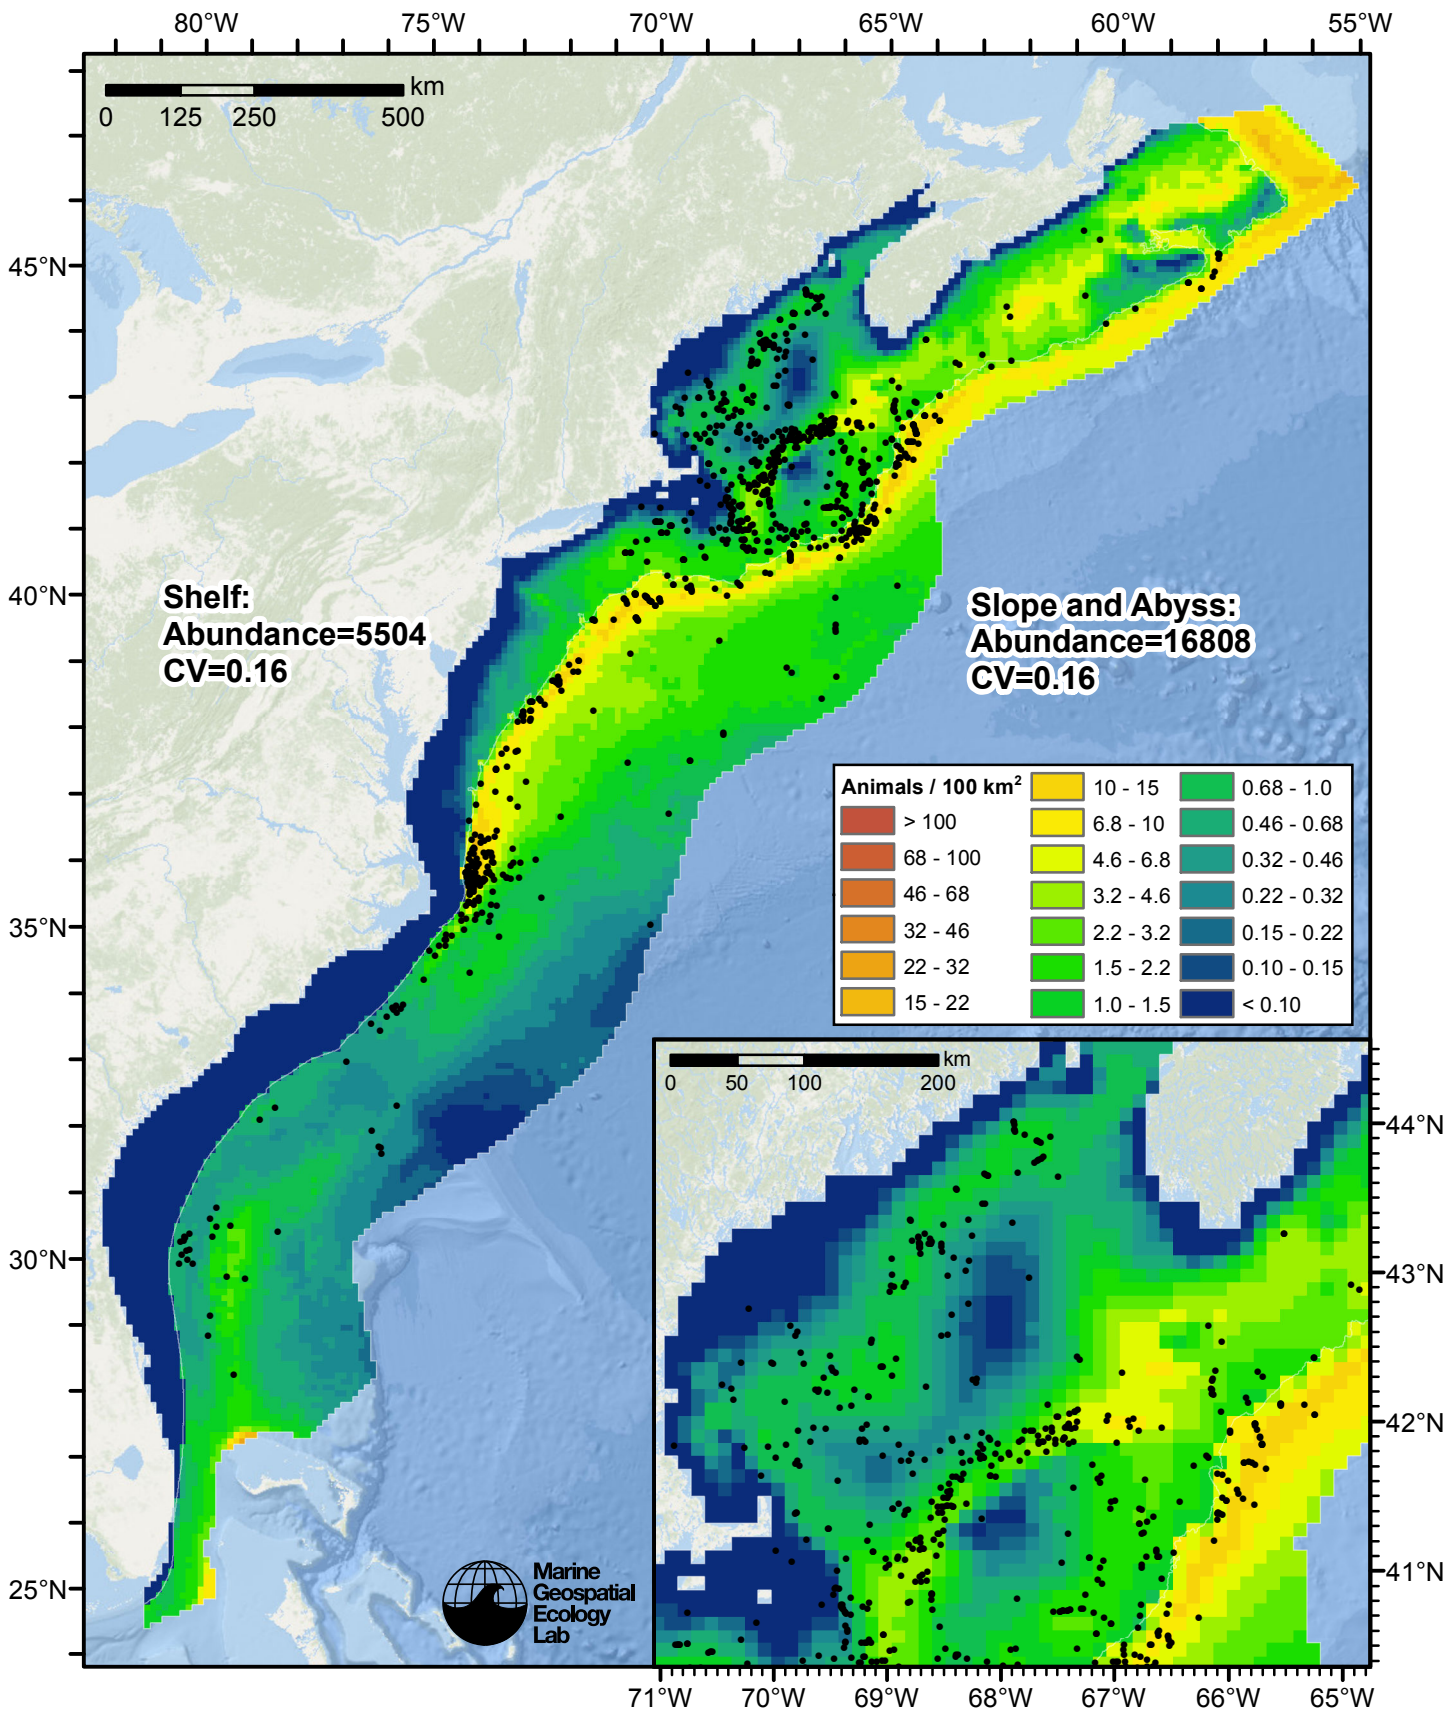 80°W 75°W 70°W 65°W 60°W 55°W
km
0 125 250 500
45°N
40°N
35°N
30°N
25°N
Shelf:
Abundance=5504
CV=0.16
Slope and Abyss:
Abundance=16808
CV=0.16
Animals / 100 km²
> 100
68 - 100
46 - 68
32 - 46
22 - 32
15 - 22
10 - 15
6.8 - 10
4.6 - 6.8
3.2 - 4.6
2.2 - 3.2
1.5 - 2.2
1.0 - 1.5
0.68 - 1.0
0.46 - 0.68
0.32 - 0.46
0.22 - 0.32
0.15 - 0.22
0.10 - 0.15
< 0.10
km
0 50 100 200
44°N
43°N
42°N
41°N
Marine
Geospatial
Ecology
Lab
71°W 70°W 69°W 68°W 67°W 66°W 65°W